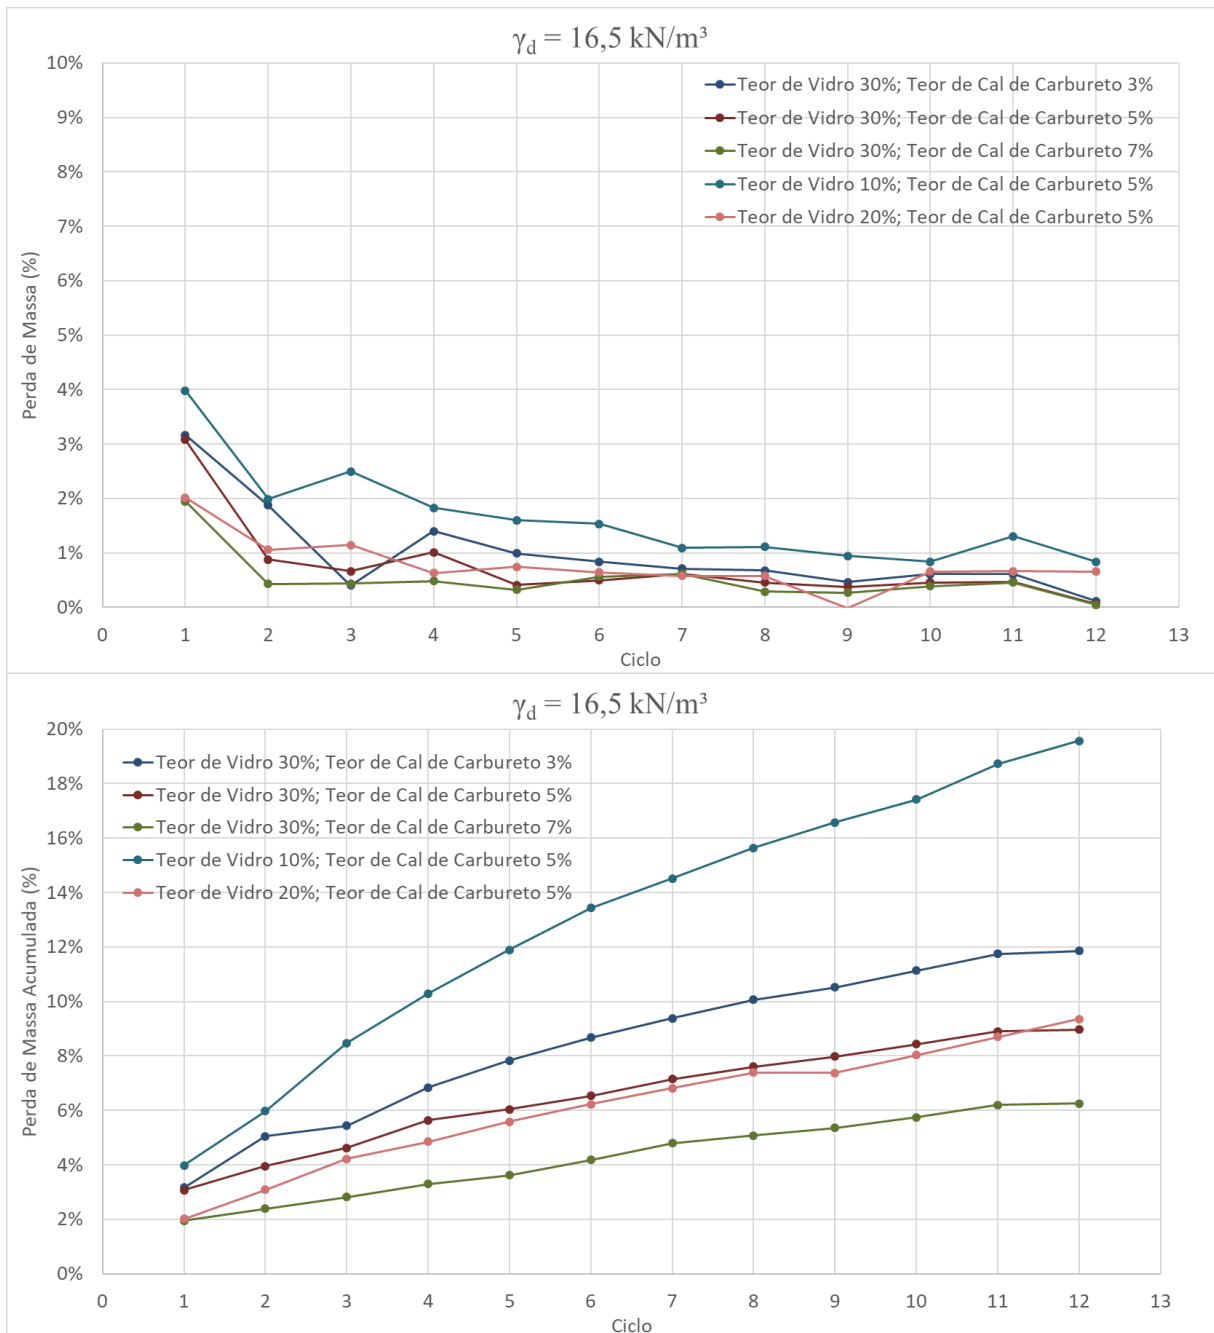 γd = 16,5 kN/m³
10%
9%
8%
7%
6%
5%
4%
3%
2%
1%
0%
Perda de Massa (%)
Teor de Vidro 30%; Teor de Cal de Carbureto 3%
Teor de Vidro 30%; Teor de Cal de Carbureto 5%
Teor de Vidro 30%; Teor de Cal de Carbureto 7%
Teor de Vidro 10%; Teor de Cal de Carbureto 5%
Teor de Vidro 20%; Teor de Cal de Carbureto 5%
0 1 2 3 4 5 6 7 8 9 10 11 12 13
Ciclo
γd = 16,5 kN/m³
20%
18%
16%
14%
12%
10%
8%
6%
4%
2%
0%
Perda de Massa Acumulada (%)
Teor de Vidro 30%; Teor de Cal de Carbureto 3%
Teor de Vidro 30%; Teor de Cal de Carbureto 5%
Teor de Vidro 30%; Teor de Cal de Carbureto 7%
Teor de Vidro 10%; Teor de Cal de Carbureto 5%
Teor de Vidro 20%; Teor de Cal de Carbureto 5%
0 1 2 3 4 5 6 7 8 9 10 11 12 13
Ciclo